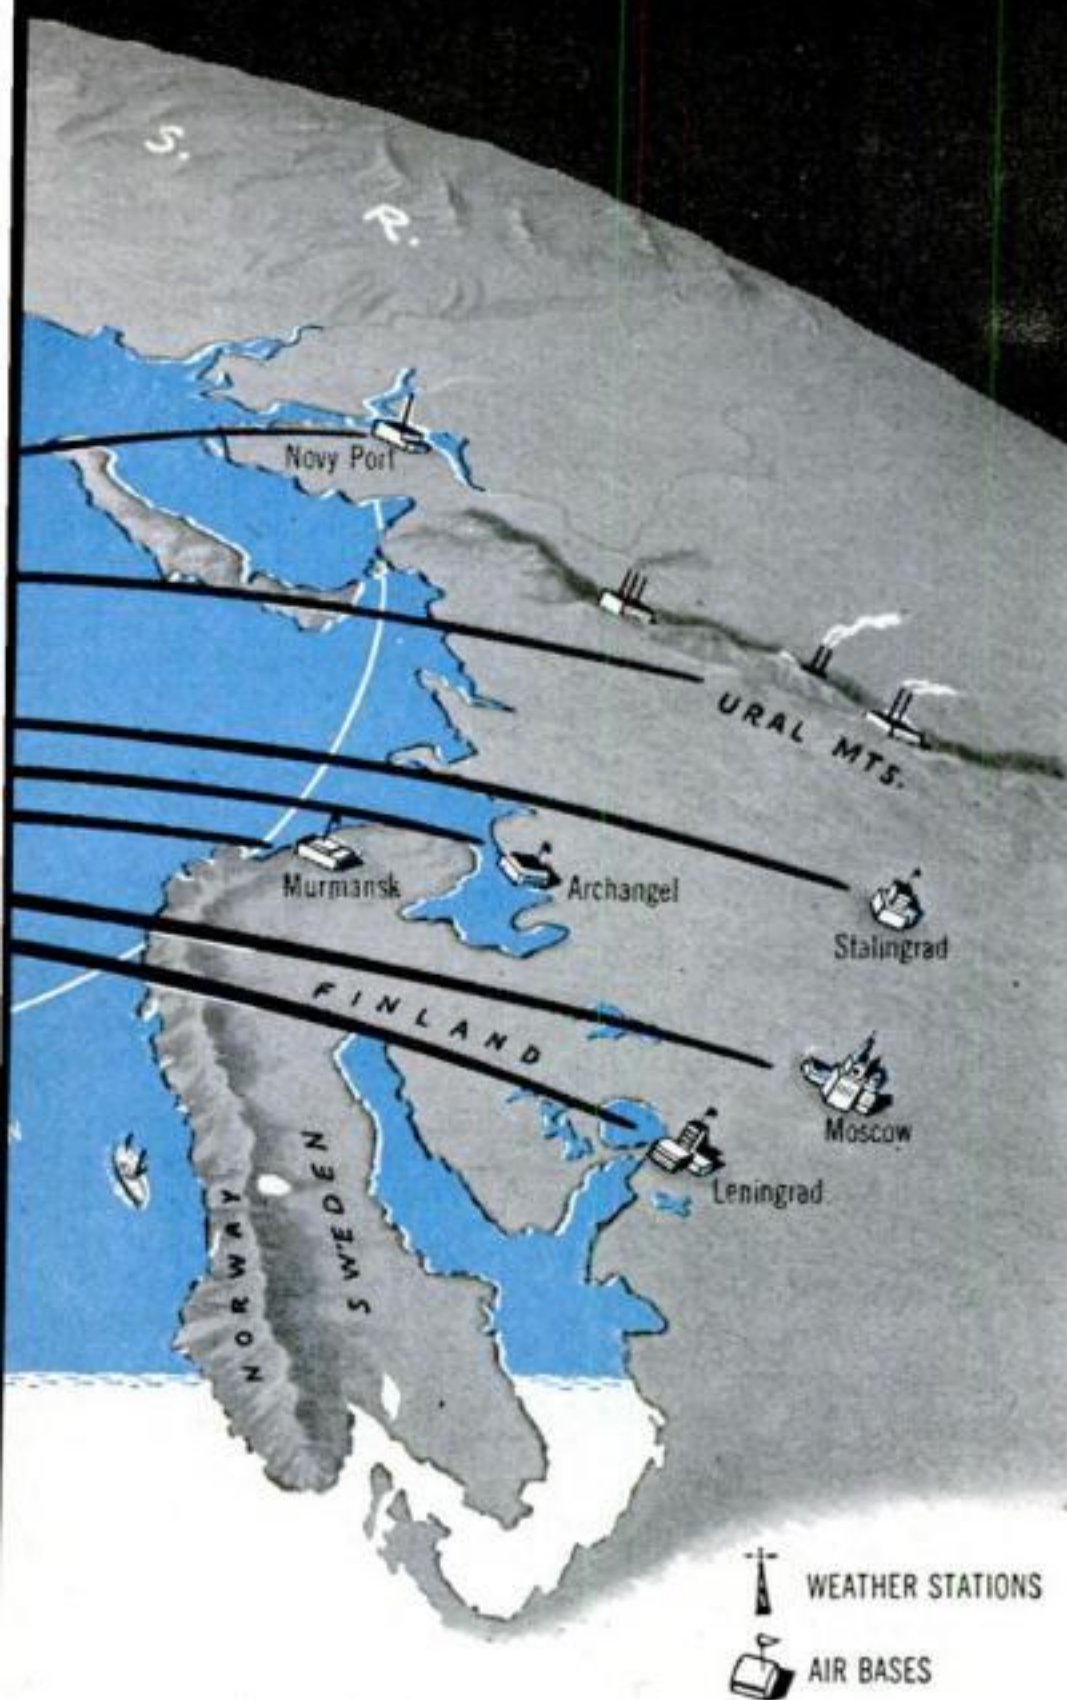 S.
R.
Novy Port
URAL MTS.
Murmansk
Archangel
Stalingrad
FINLAND
Moscow
Leningrad
SWEDEN
NORWAY
WEATHER STATIONS
AIR BASES